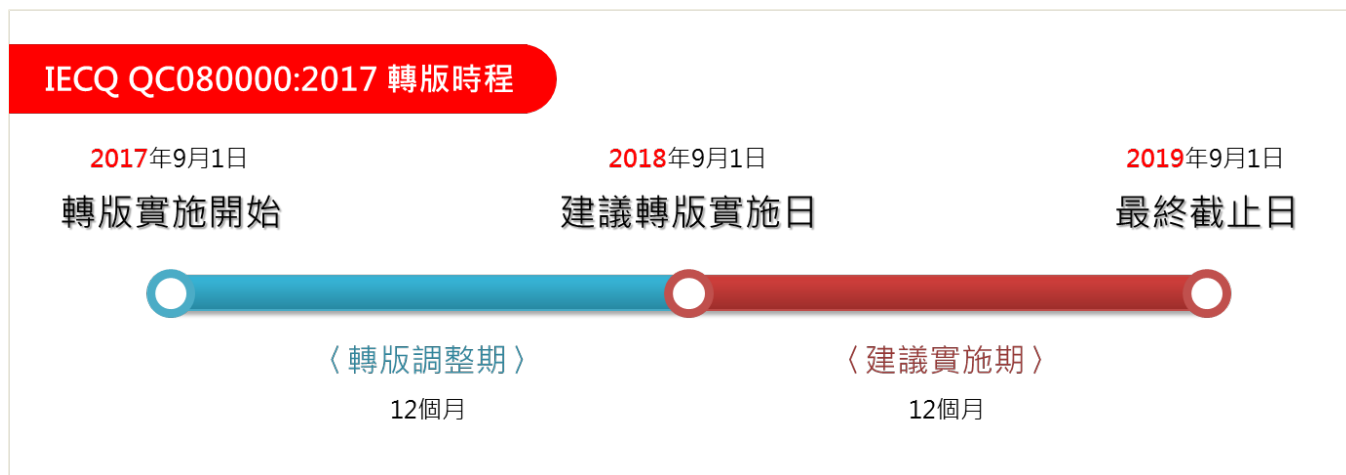 IECQ QC080000:2017 轉版時程
2017年9月1日
2018年9月1日
2019年9月1日
轉版實施開始
建議轉版實施日
最終截止日
〈轉版調整期〉
〈建議實施期〉
12個月
12個月